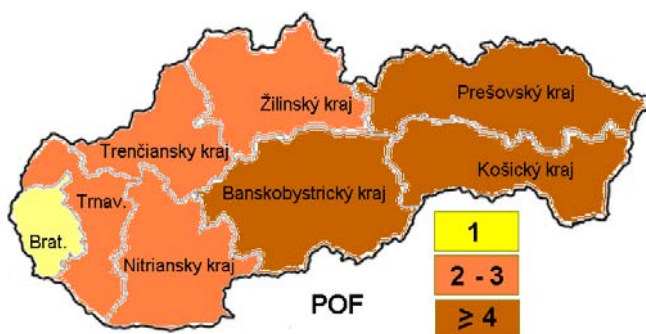 Žilinský kraj
Prešovský kraj
Trenčiansky kraj
Košický kraj
Trnav.
Banskobystrický kraj
Brat.
Nitriansky kraj
POF
1
2 - 3
≥ 4